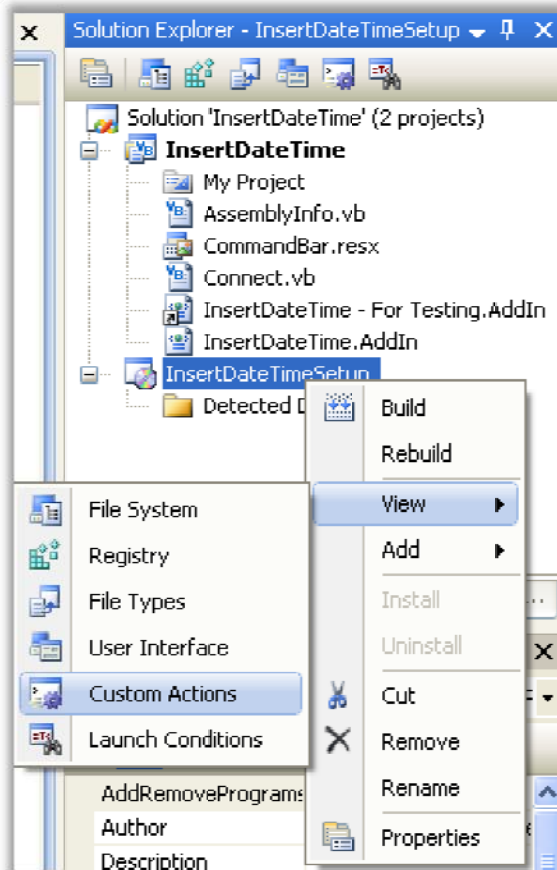 Solution Explorer - InsertDateTimeSetup
Solution 'InsertDateTime' (2 projects)
InsertDateTime
My Project
AssemblyInfo.vb
CommandBar.resx
Connect.vb
InsertDateTime - For Testing.AddIn
InsertDateTime.AddIn
InsertDateTimeSetup
Detected D
Build
Rebuild
View
Add
Install
Uninstall
Cut
Remove
Rename
Properties
File System
Registry
File Types
User Interface
Custom Actions
Launch Conditions
AddRemovePrograms
Author
Description